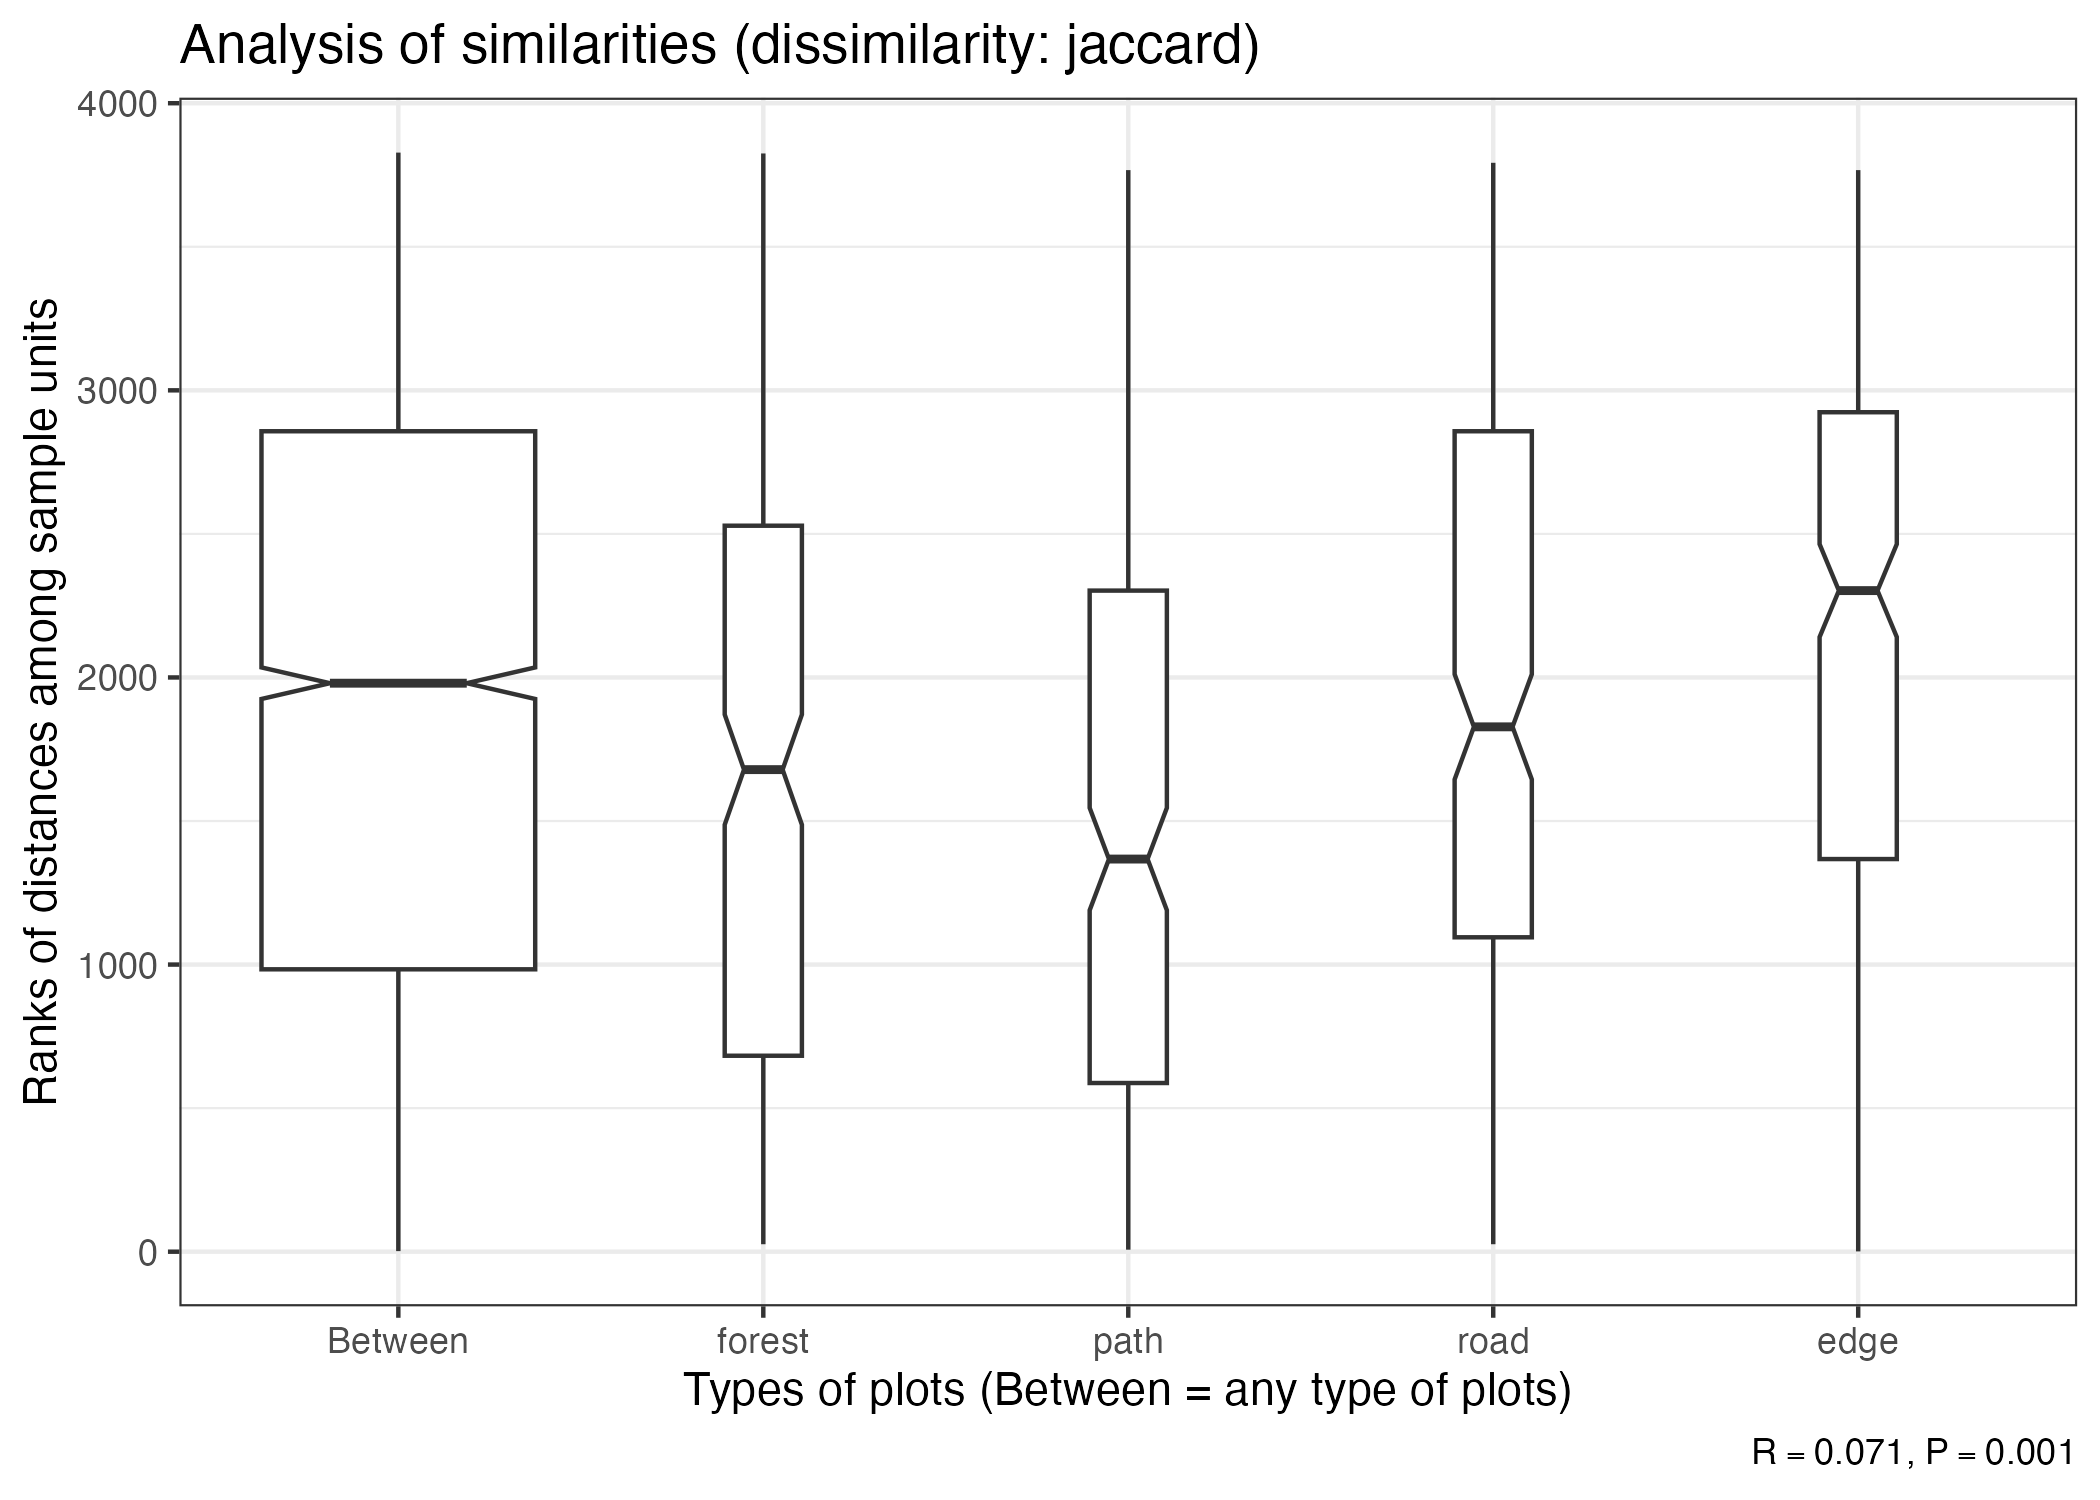 Analysis of similarities (dissimilarity: jaccard)
Ranks of distances among sample units
4000
3000
2000
1000
0
Between forest path road edge
Types of plots (Between = any type of plots)
R = 0.071, P = 0.001